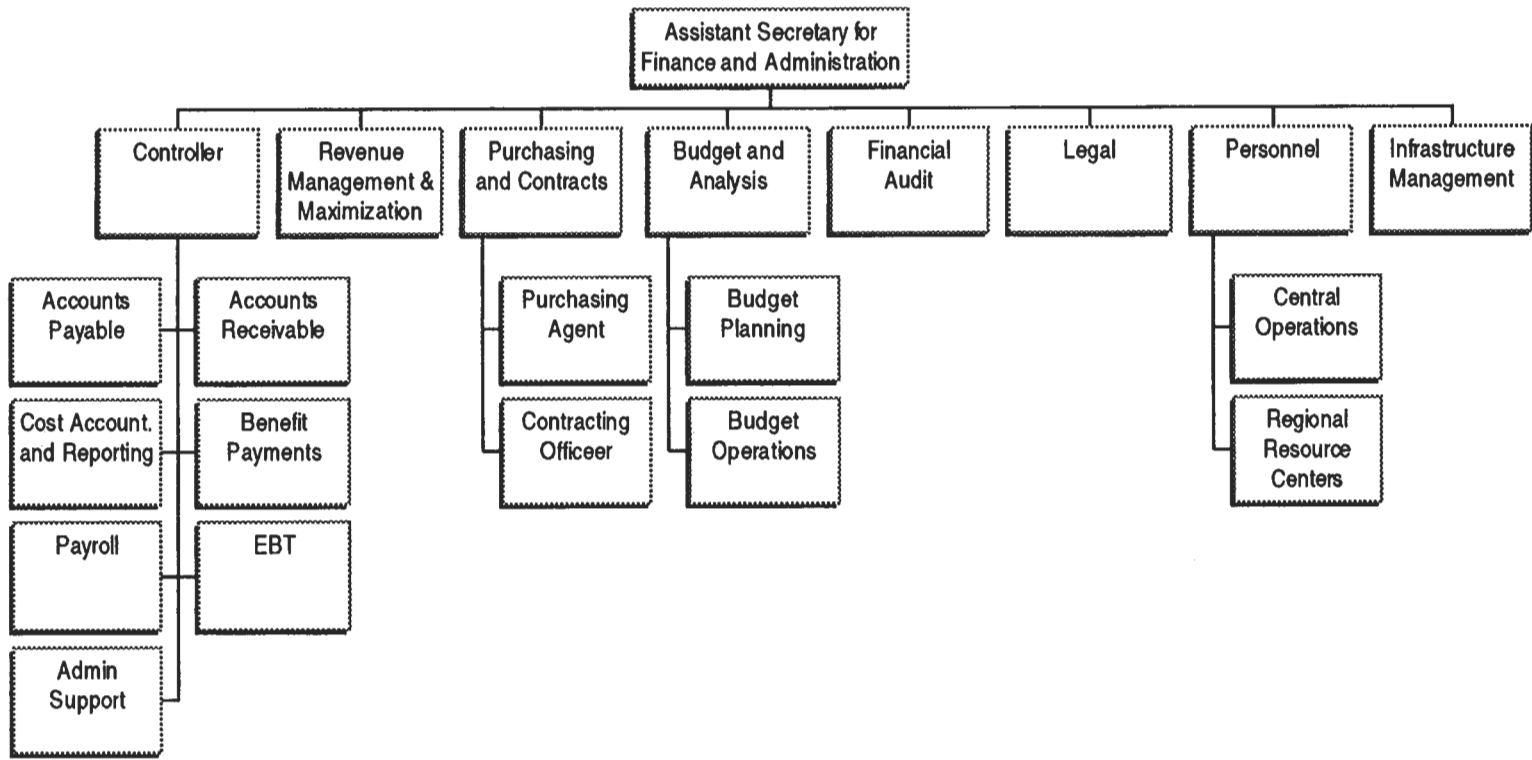 Assistant Secretary for
Finance and Administration
Controller
Revenue
Management &
Maximization
Purchasing
and Contracts
Budget and
Analysis
Financial
Audit
Legal
Personnel
Infrastructure
Management
Accounts
Payable
Accounts
Receivable
Purchasing
Agent
Budget
Planning
Central
Operations
Cost Account.
and Reporting
Benefit
Payments
Contracting
Officeer
Budget
Operations
Regional
Resource
Centers
Payroll
EBT
Admin
Support